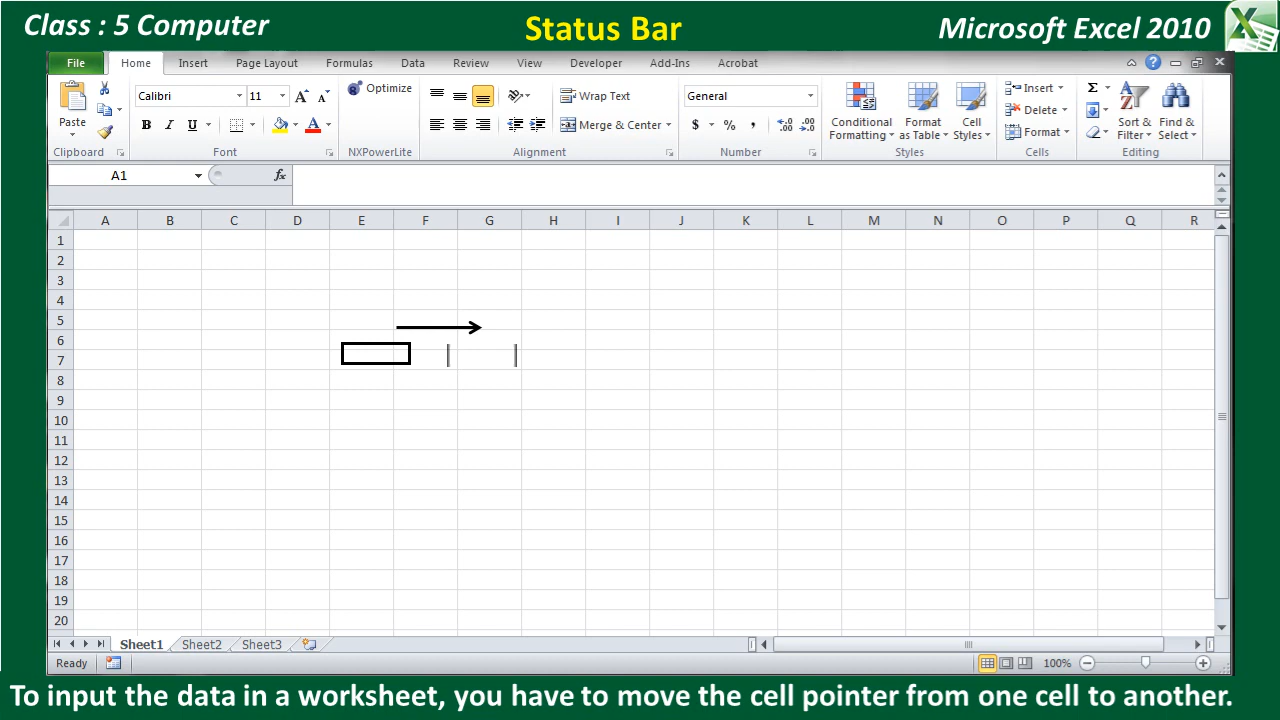 Class : 5 Computer Status Bar Microsoft Excel 2010
File Home Insert Page Layout Formulas Data Review View Developer Add-Ins Acrobat
Calibri 11 Optimize Wrap Text General Insert
Paste B I U Merge & Center $ % , Conditional Formatting Format as Table Cell Styles Delete Format Σ Sort & Filter Find & Select
Clipboard Font NXPowerLite Alignment Number Styles Cells Editing
A1 fx
A B C D E F G H I J K L M N O P Q R
1
2
3
4
5
6
7
8
9
10
11
12
13
14
15
16
17
18
19
20
Sheet1 Sheet2 Sheet3
Ready 100%
To input the data in a worksheet, you have to move the cell pointer from one cell to another.